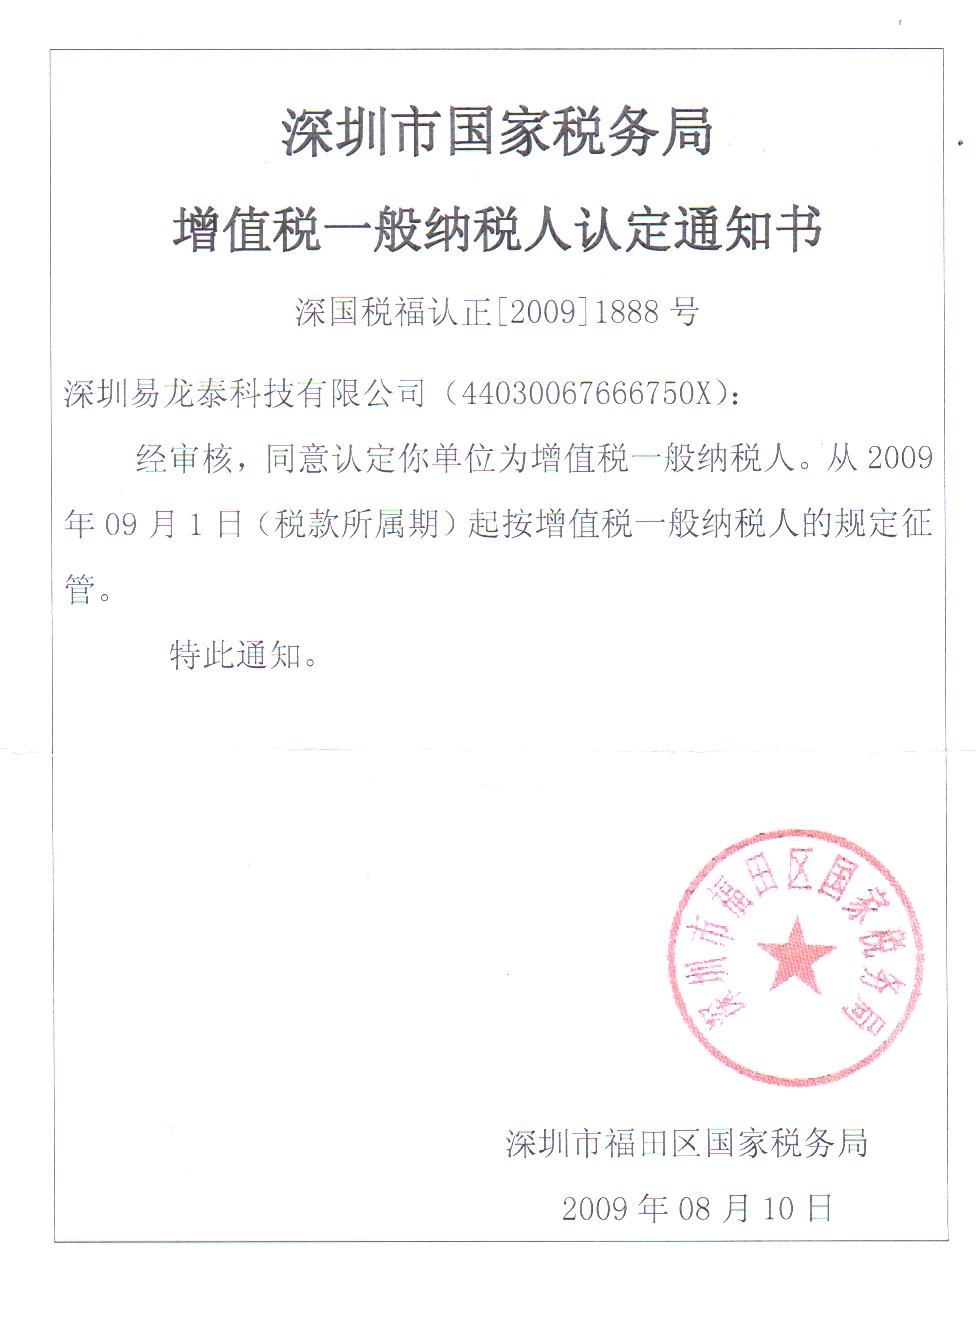 深圳市国家税务局
增值税一般纳税人认定通知书
深国税福认正[2009]1888 号
深圳易龙泰科技有限公司（44030067666750X）：
经审核，同意认定你单位为增值税一般纳税人。从 2009
年 09 月 1 日（税款所属期）起按增值税一般纳税人的规定征
管。
特此通知。
深圳市福田区国家税务局
深圳市福田区国家税务局
2009 年 08 月 10 日